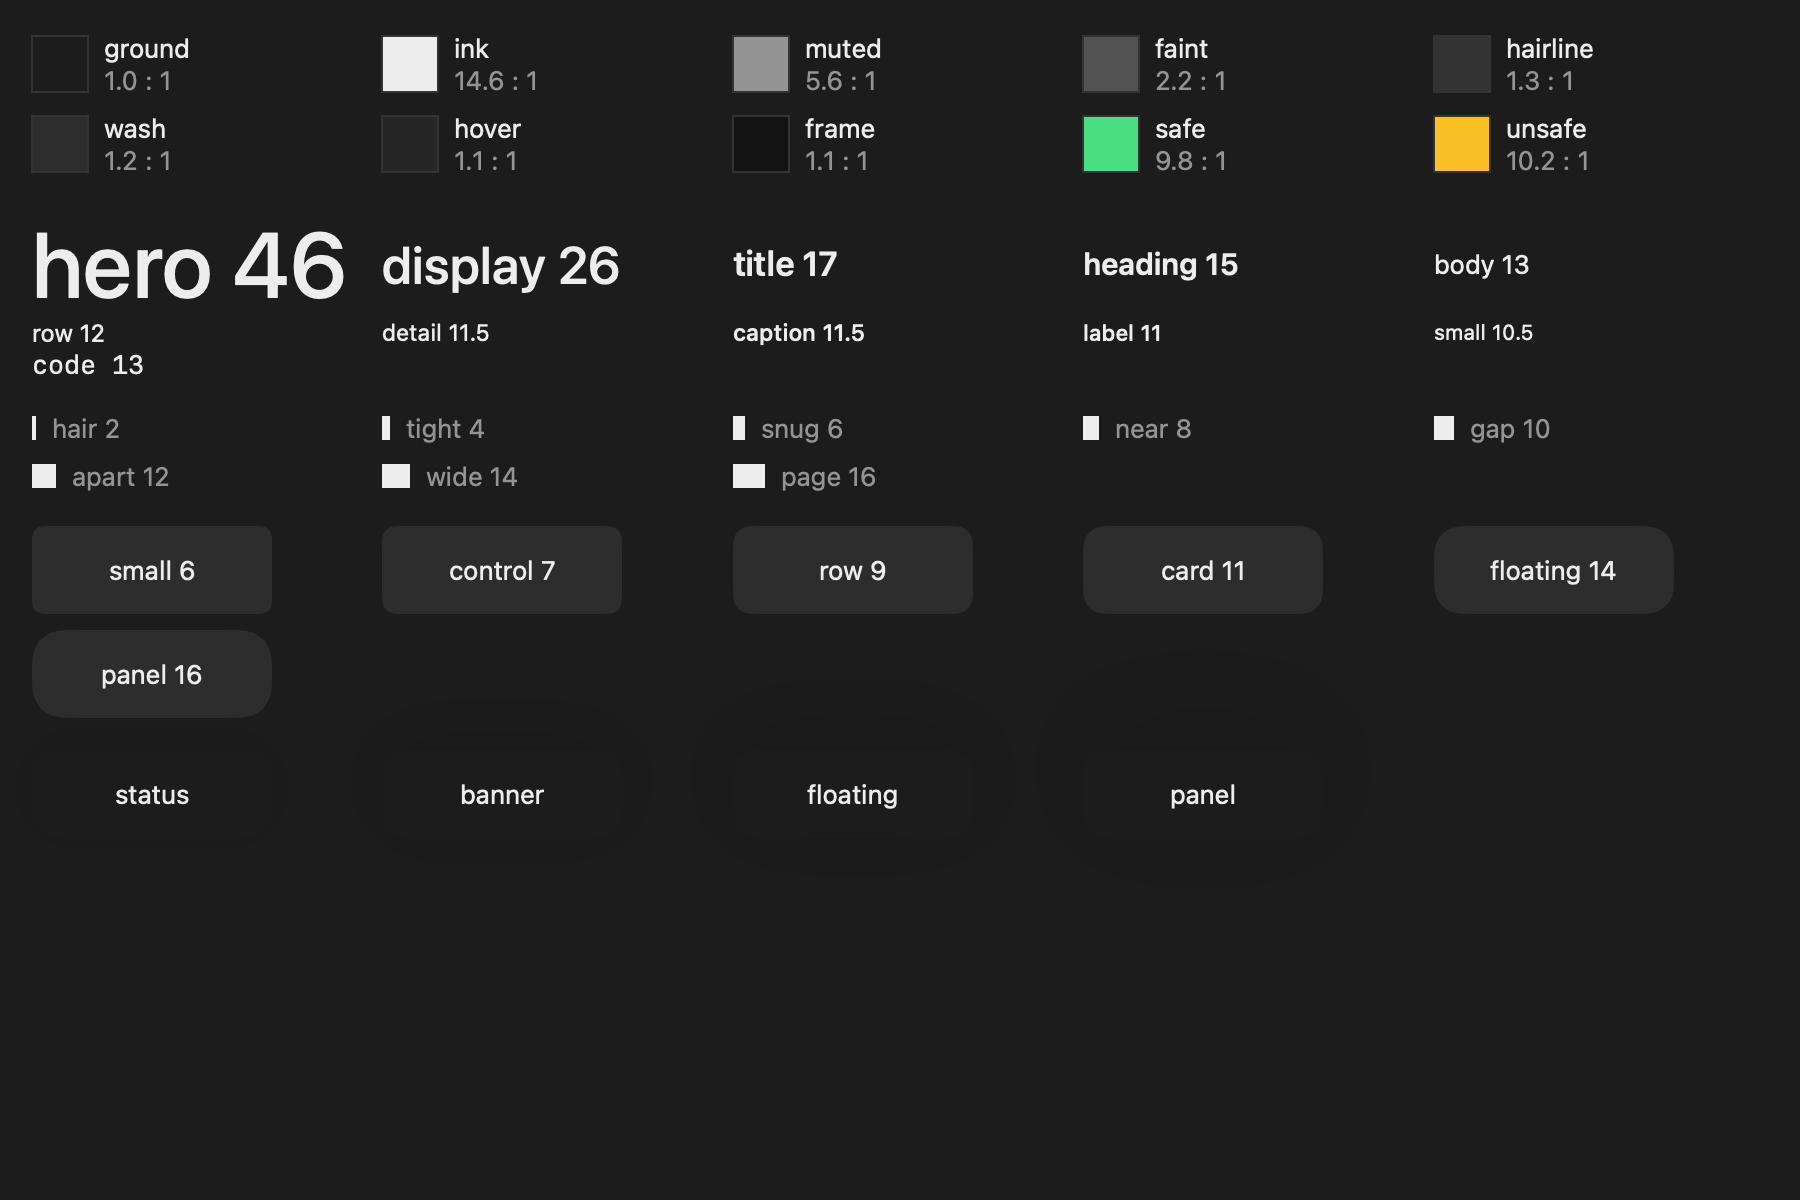 ground
1.0 : 1
ink
14.6 : 1
muted
5.6 : 1
faint
2.2 : 1
hairline
1.3 : 1
wash
1.2 : 1
hover
1.1 : 1
frame
1.1 : 1
safe
9.8 : 1
unsafe
10.2 : 1
hero 46
display 26
title 17
heading 15
body 13
row 12
detail 11.5
caption 11.5
label 11
small 10.5
code 13
hair 2
tight 4
snug 6
near 8
gap 10
apart 12
wide 14
page 16
small 6
control 7
row 9
card 11
floating 14
panel 16
status
banner
floating
panel